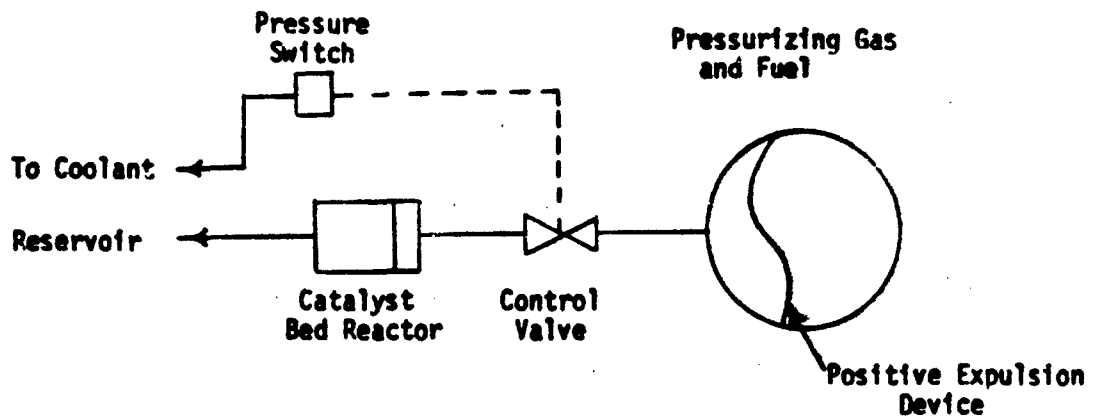 Pressure
Switch
Pressurizing Gas
and Fuel
To Coolant
Reservoir
Catalyst
Bed Reactor
Control
Valve
Positive Expulsion
Device